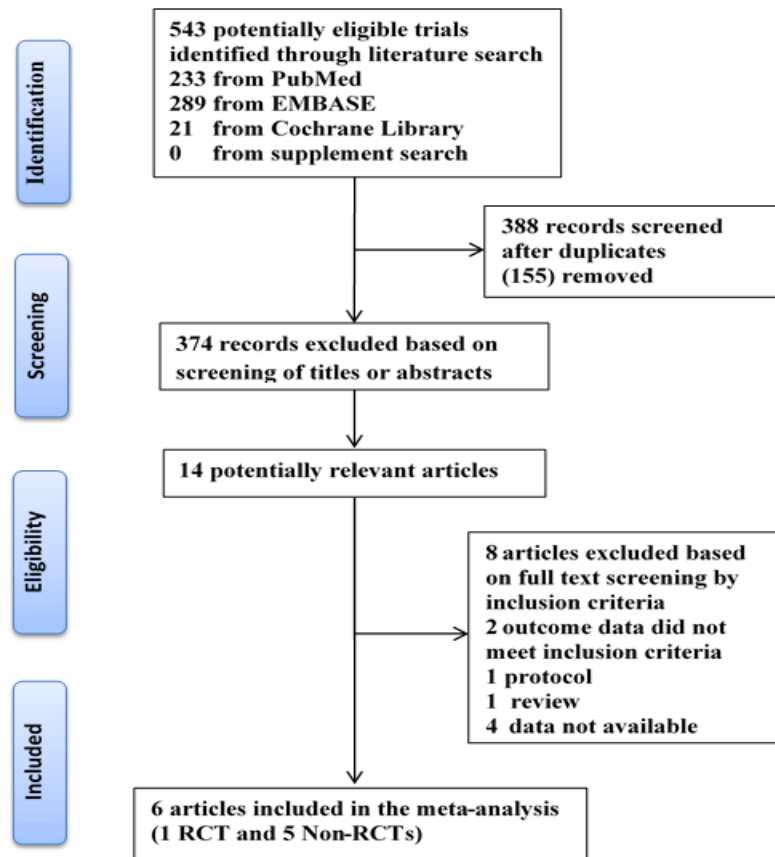 Identification
543 potentially eligible trials
identified through literature search
233 from PubMed
289 from EMBASE
21 from Cochrane Library
0 from supplement search
388 records screened
after duplicates
(155) removed
Screening
374 records excluded based on
screening of titles or abstracts
14 potentially relevant articles
Eligibility
8 articles excluded based
on full text screening by
inclusion criteria
2 outcome data did not
meet inclusion criteria
1 protocol
1 review
4 data not available
Included
6 articles included in the meta-analysis
(1 RCT and 5 Non-RCTs)